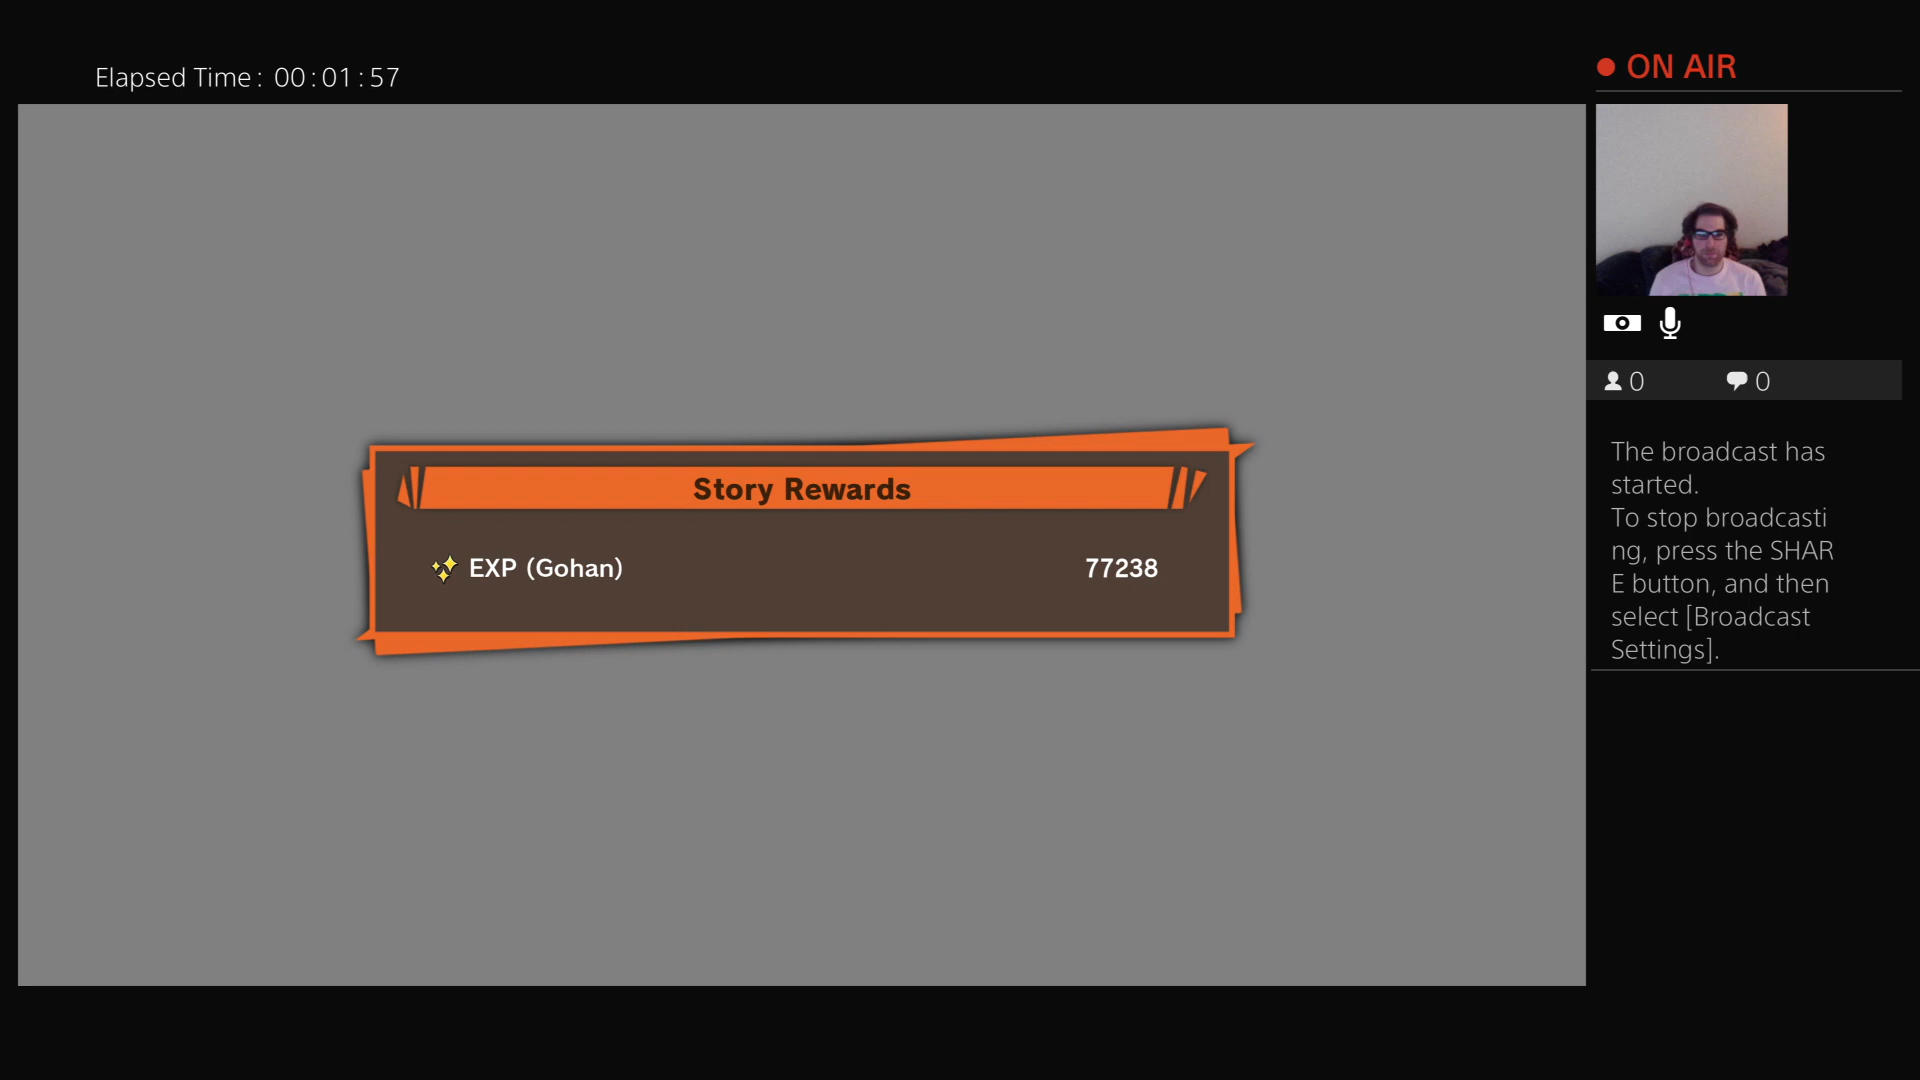 Elapsed Time: 00:01:57
ON AIR
0
0
Story Rewards
EXP (Gohan) 77238
The broadcast has
started.
To stop broadcasti
ng, press the SHAR
E button, and then
select [Broadcast
Settings].